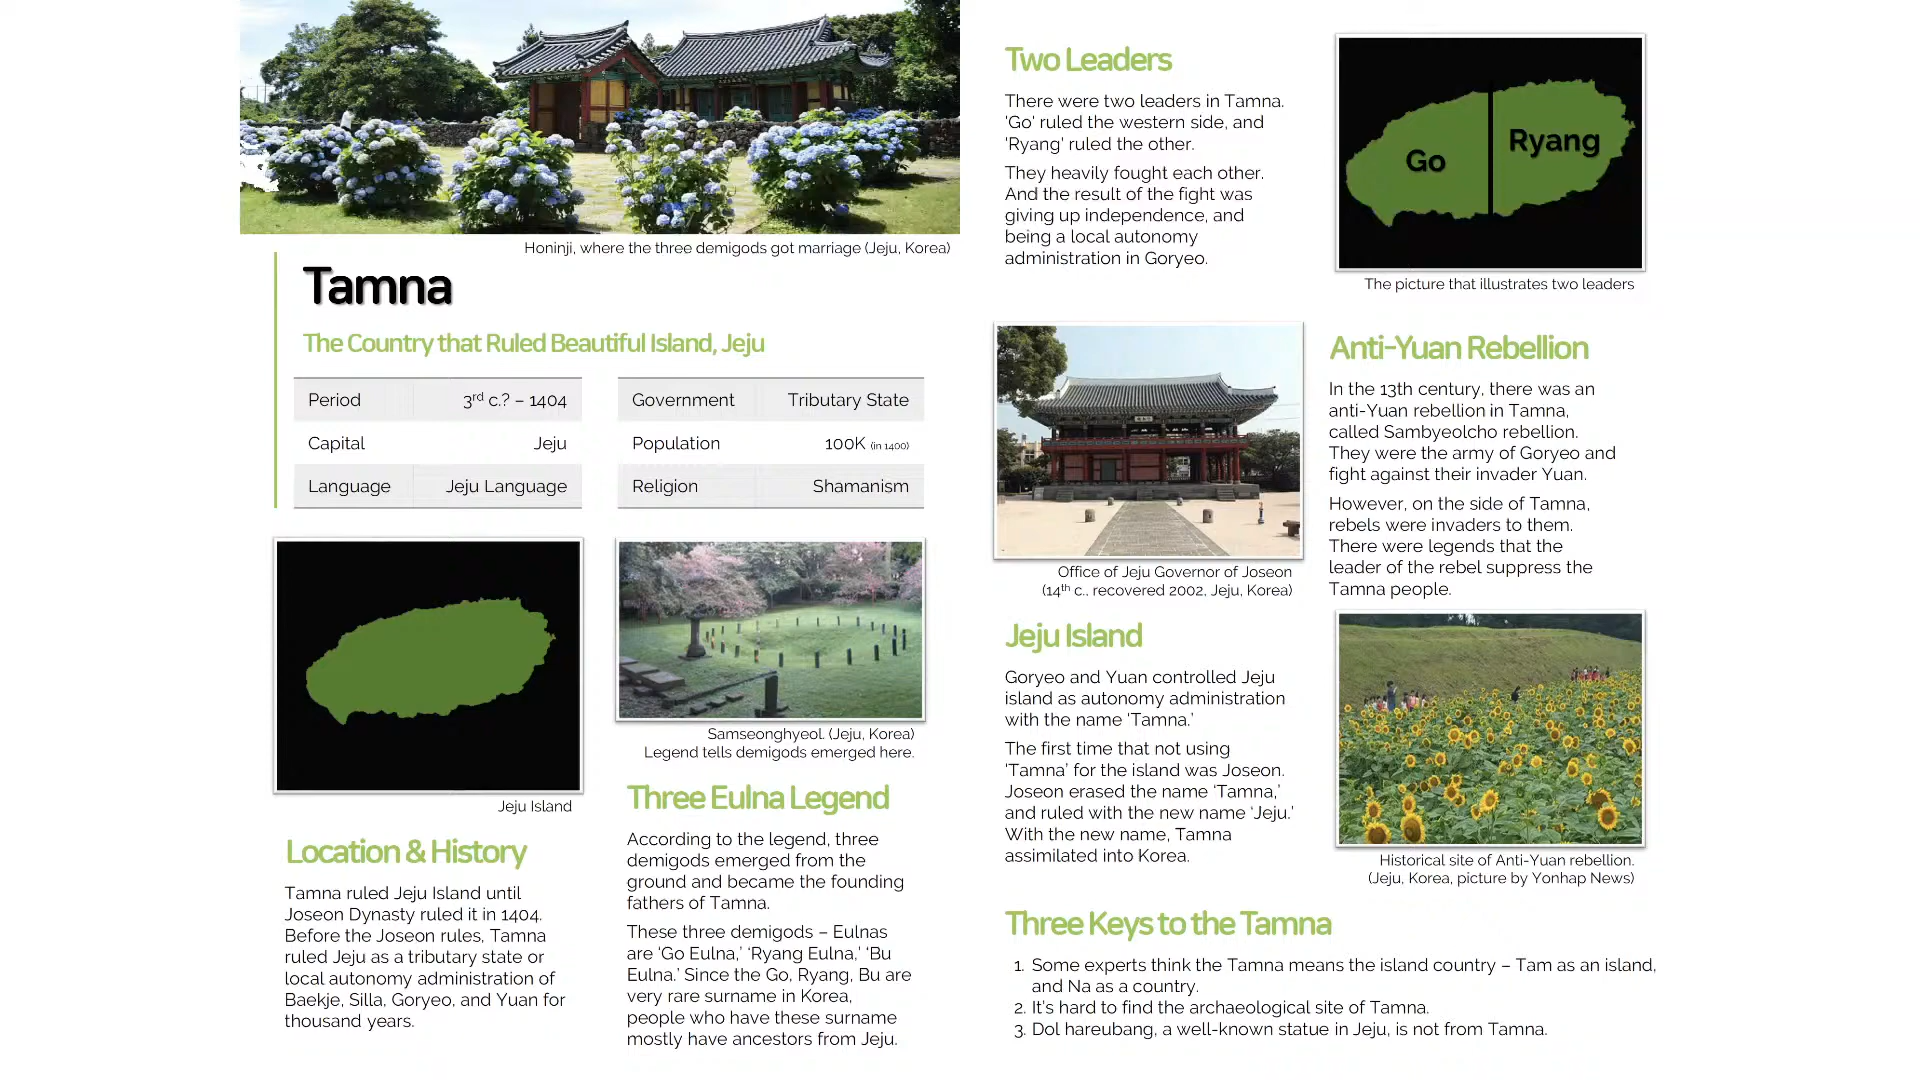 Honinji, where the three demigods got marriage (Jeju, Korea)
Tamna
The Country that Ruled Beautiful Island, Jeju
Period 3rd c.? – 1404
Capital Jeju
Language Jeju Language
Government Tributary State
Population 100K (in 1400)
Religion Shamanism
Jeju Island
Location & History
Tamna ruled Jeju Island until
Joseon Dynasty ruled it in 1404.
Before the Joseon rules, Tamna
ruled Jeju as a tributary state or
local autonomy administration of
Baekje, Silla, Goryeo, and Yuan for
thousand years.
Samseonghyeol. (Jeju, Korea)
Legend tells demigods emerged here.
Three Eulna Legend
According to the legend, three
demigods emerged from the
ground and became the founding
fathers of Tamna.
These three demigods – Eulnas
are ‘Go Eulna,’ ‘Ryang Eulna,’ ‘Bu
Eulna.’ Since the Go, Ryang, Bu are
very rare surname in Korea,
people who have these surname
mostly have ancestors from Jeju.
Two Leaders
There were two leaders in Tamna.
‘Go’ ruled the western side, and
‘Ryang’ ruled the other.
They heavily fought each other.
And the result of the fight was
giving up independence, and
being a local autonomy
administration in Goryeo.
Go
Ryang
The picture that illustrates two leaders
Office of Jeju Governor of Joseon
(14th c., recovered 2002, Jeju, Korea)
Anti-Yuan Rebellion
In the 13th century, there was an
anti-Yuan rebellion in Tamna,
called Sambyeolcho rebellion.
They were the army of Goryeo and
fight against their invader Yuan.
However, on the side of Tamna,
rebels were invaders to them.
There were legends that the
leader of the rebel suppress the
Tamna people.
Jeju Island
Goryeo and Yuan controlled Jeju
island as autonomy administration
with the name ‘Tamna.’
The first time that not using
‘Tamna’ for the island was Joseon.
Joseon erased the name ‘Tamna,’
and ruled with the new name ‘Jeju.’
With the new name, Tamna
assimilated into Korea.
Historical site of Anti-Yuan rebellion.
(Jeju, Korea, picture by Yonhap News)
Three Keys to the Tamna
1. Some experts think the Tamna means the island country – Tam as an island,
and Na as a country.
2. It’s hard to find the archaeological site of Tamna.
3. Dol hareubang, a well-known statue in Jeju, is not from Tamna.